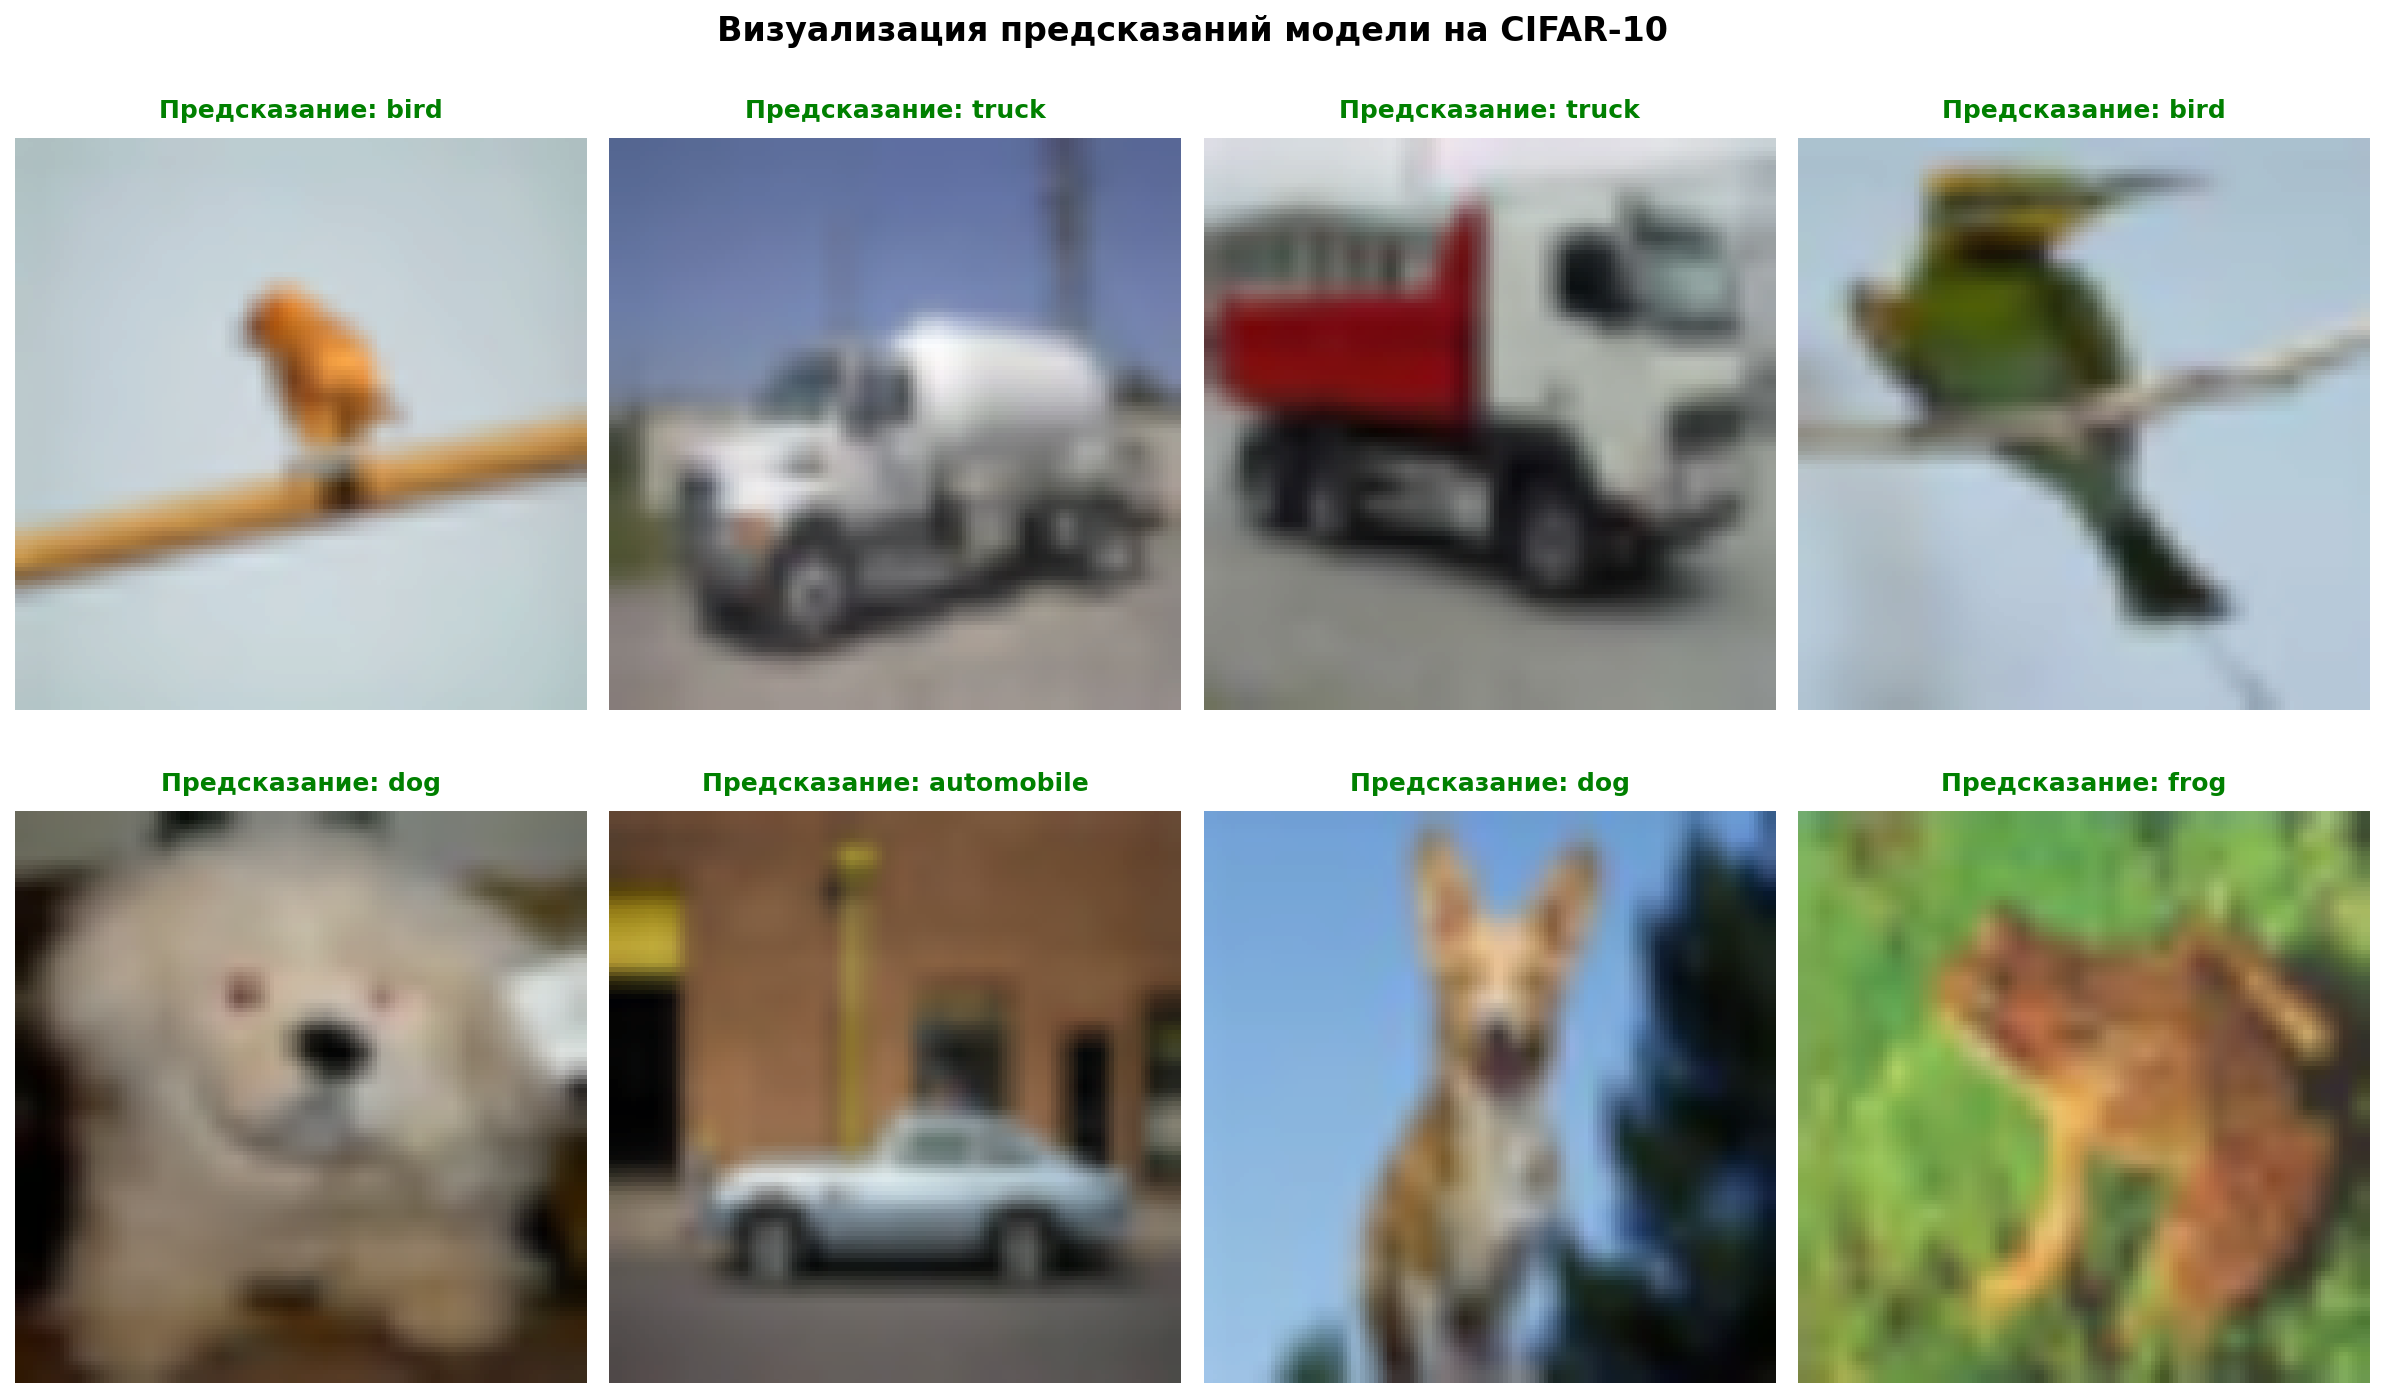 Визуализация предсказаний модели на CIFAR-10
Предсказание: bird
Предсказание: truck
Предсказание: truck
Предсказание: bird
Предсказание: dog
Предсказание: automobile
Предсказание: dog
Предсказание: frog